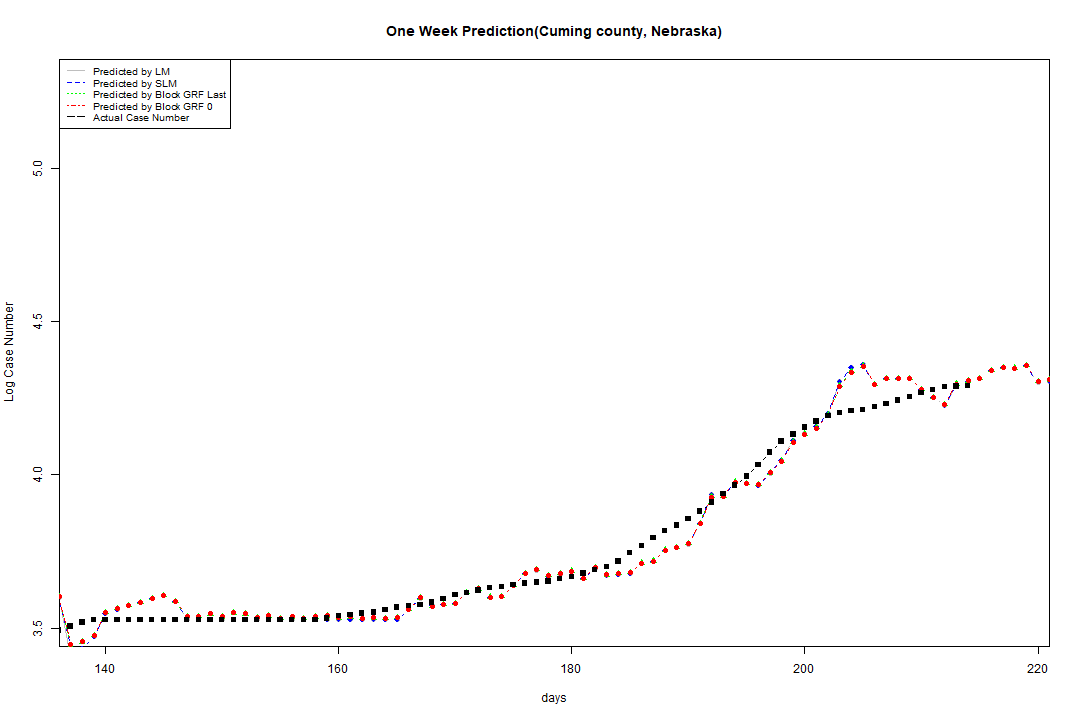 One Week Prediction(Cuming county, Nebraska)
Predicted by LM
Predicted by SLM
Predicted by Block GRF Last
Predicted by Block GRF 0
Actual Case Number
5.0
4.5
4.0
3.5
Log Case Number
140 160 180 200 220
days